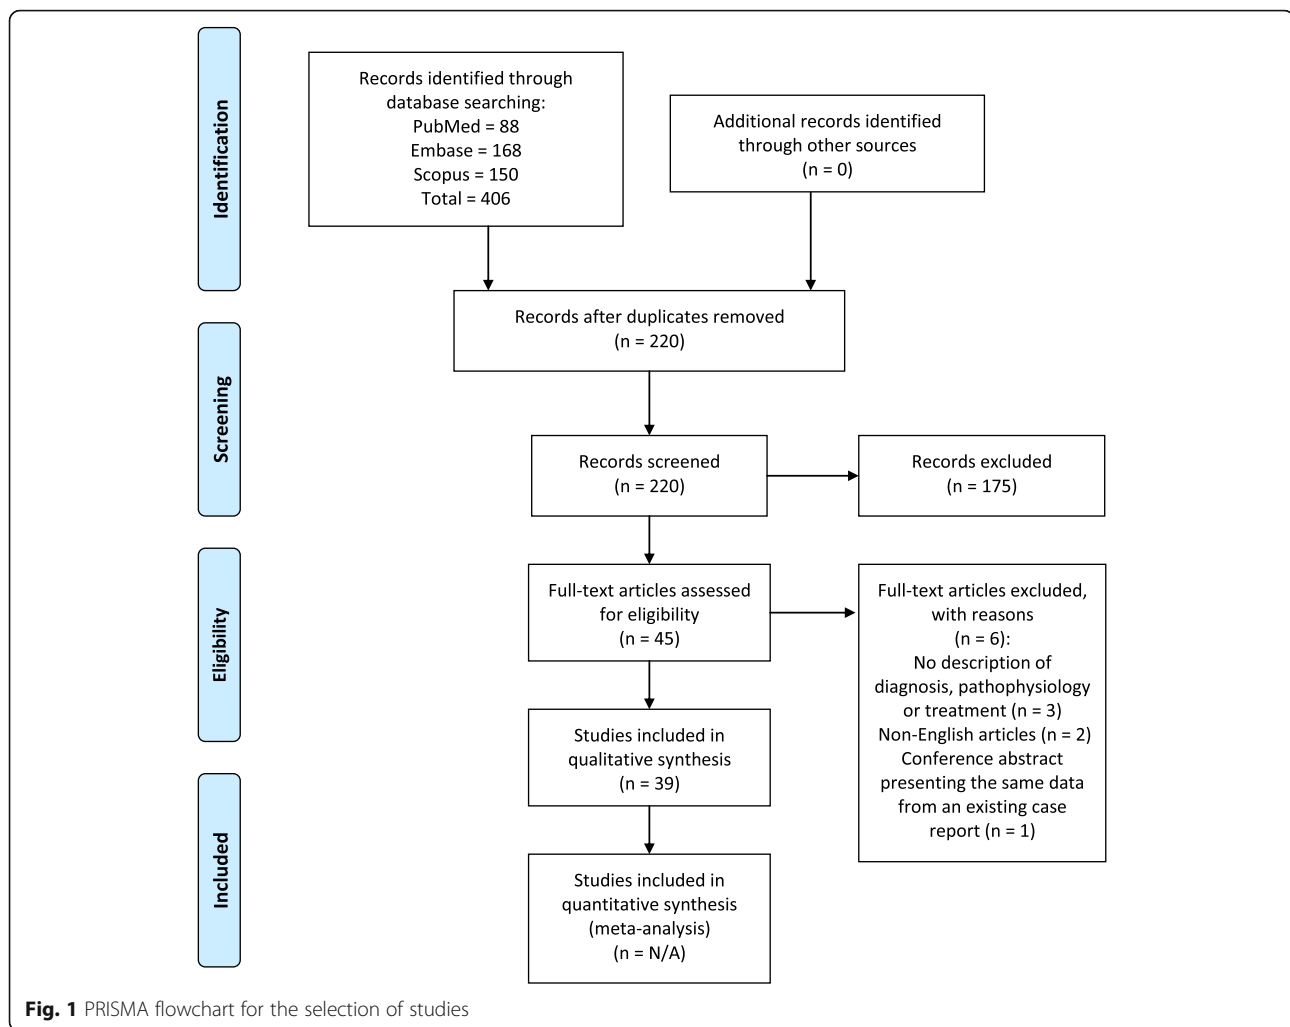 Identification
Records identified through
database searching:
PubMed = 88
Embase = 168
Scopus = 150
Total = 406
Additional records identified
through other sources
(n = 0)
Records after duplicates removed
(n = 220)
Screening
Records screened
(n = 220)
Records excluded
(n = 175)
Eligibility
Full-text articles assessed
for eligibility
(n = 45)
Full-text articles excluded,
with reasons
(n = 6):
No description of
diagnosis, pathophysiology
or treatment (n = 3)
Non-English articles (n = 2)
Conference abstract
presenting the same data
from an existing case
report (n = 1)
Studies included in
qualitative synthesis
(n = 39)
Included
Studies included in
quantitative synthesis
(meta-analysis)
(n = N/A)
Fig. 1 PRISMA flowchart for the selection of studies